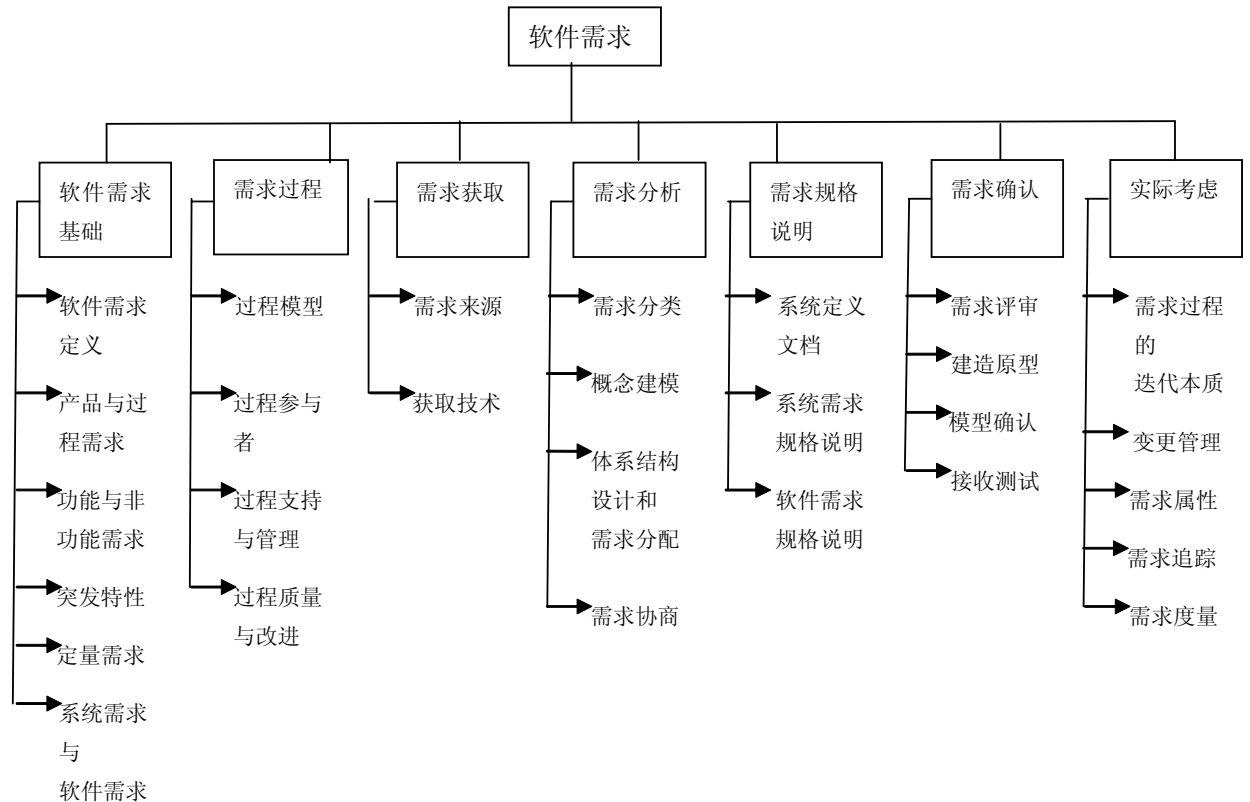 软件需求
软件需求
基础
软件需求
定义
产品与过
程需求
功能与非
功能需求
突发特性
定量需求
系统需求
与
软件需求
需求过程
过程模型
过程参与
者
过程支持
与管理
过程质量
与改进
需求获取
需求来源
获取技术
需求分析
需求分类
概念建模
体系结构
设计和
需求分配
需求协商
需求规格
说明
系统定义
文档
系统需求
规格说明
软件需求
规格说明
需求确认
需求评审
建造原型
模型确认
接收测试
实际考虑
需求过程
的
迭代本质
变更管理
需求属性
需求追踪
需求度量